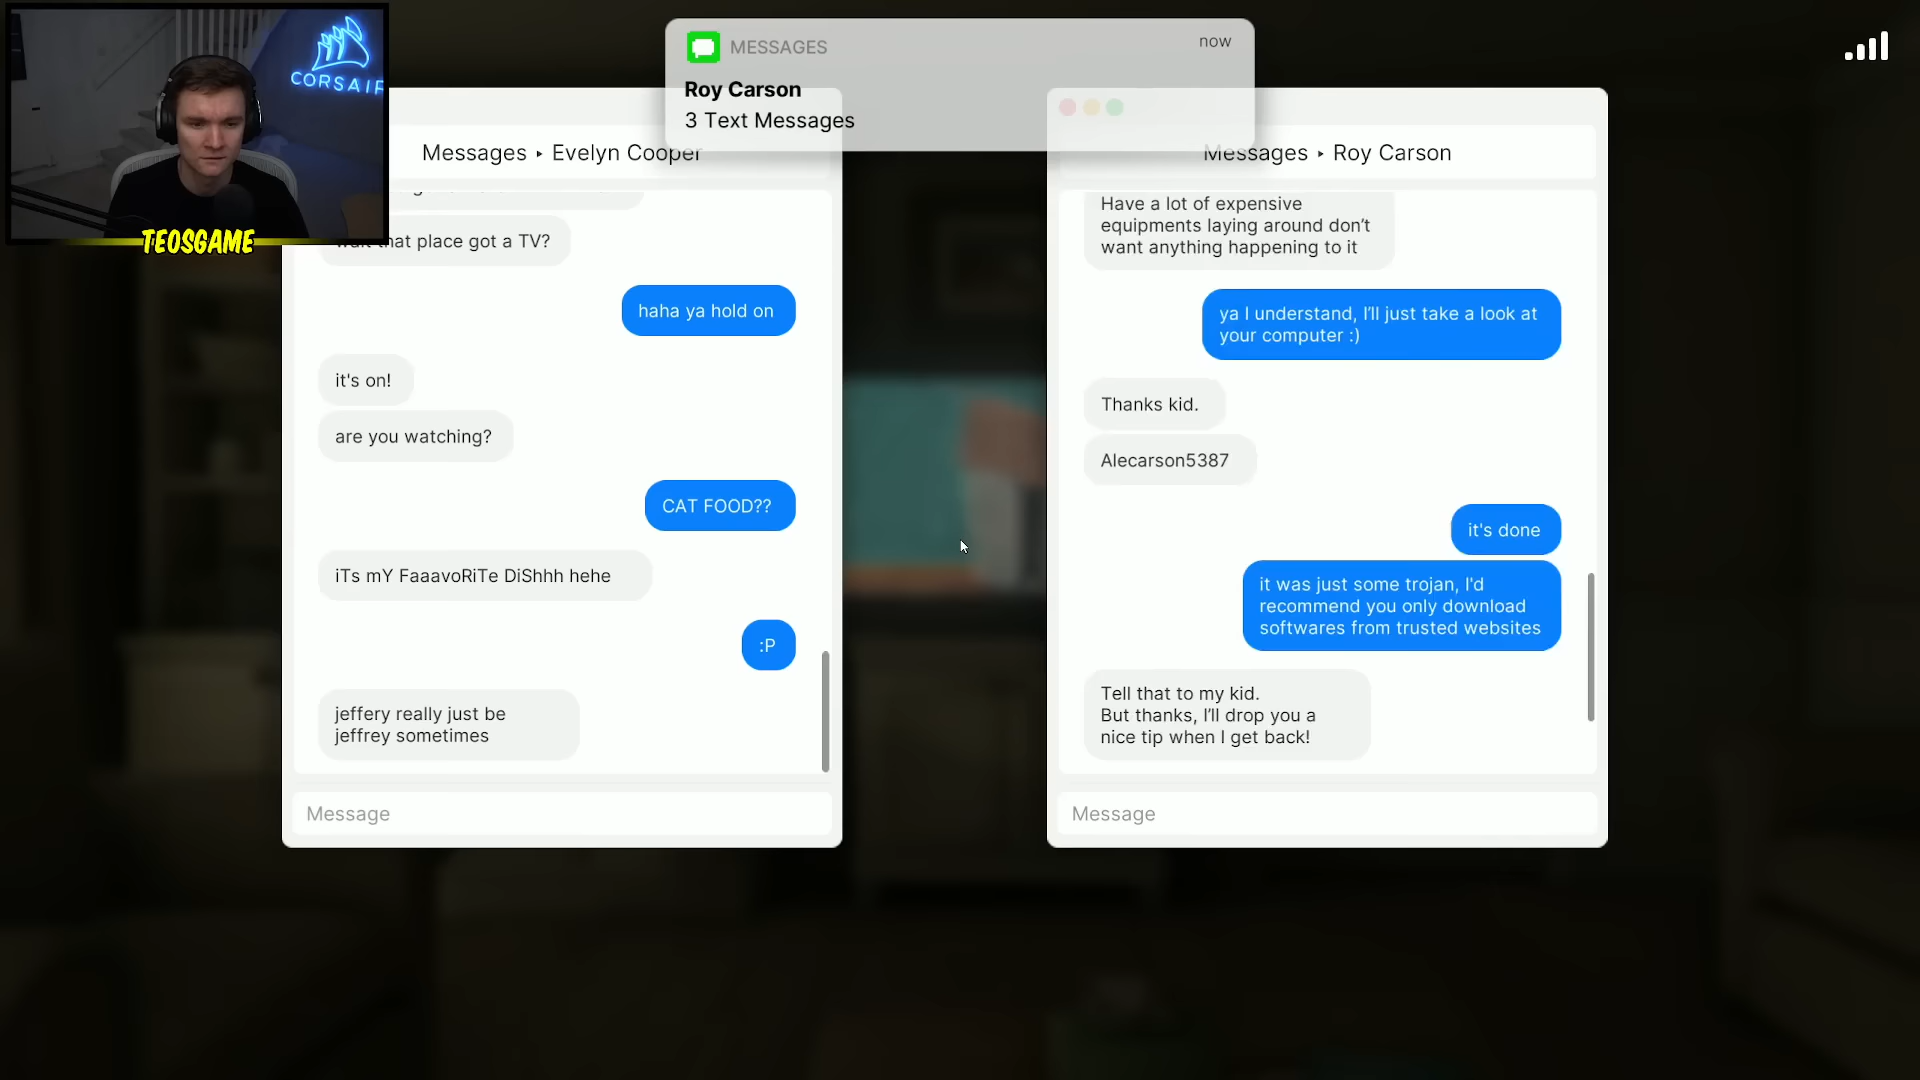 CORSAIR
TEOSGAME
MESSAGES
now
Roy Carson
3 Text Messages
Messages ▸ Evelyn Cooper
that place got a TV?
haha ya hold on
it's on!
are you watching?
CAT FOOD??
iTs mY FaaavoRiTe DiShhh hehe
:P
jeffery really just be
jeffrey sometimes
Message
Messages ▸ Roy Carson
Have a lot of expensive
equipments laying around don’t
want anything happening to it
ya I understand, I’ll just take a look at
your computer :)
Thanks kid.
Alecarson5387
it's done
it was just some trojan, I'd
recommend you only download
softwares from trusted websites
Tell that to my kid.
But thanks, I’ll drop you a
nice tip when I get back!
Message